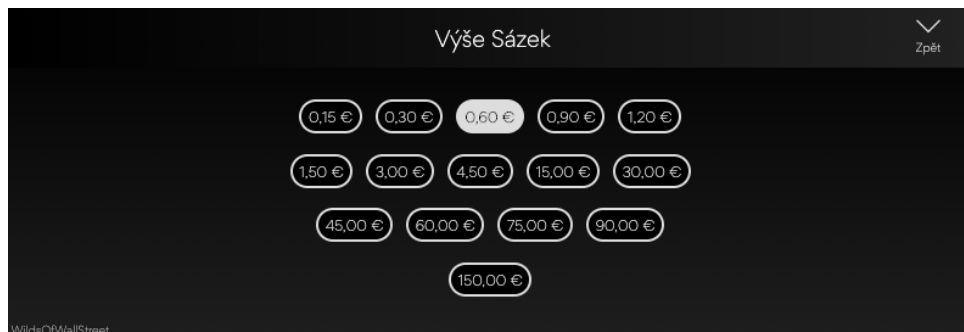 Výše Sázek
Zpět
0,15 € 0,30 € 0,60 € 0,90 € 1,20 €
1,50 € 3,00 € 4,50 € 15,00 € 30,00 €
45,00 € 60,00 € 75,00 € 90,00 €
150,00 €
WildsOfWallStreet